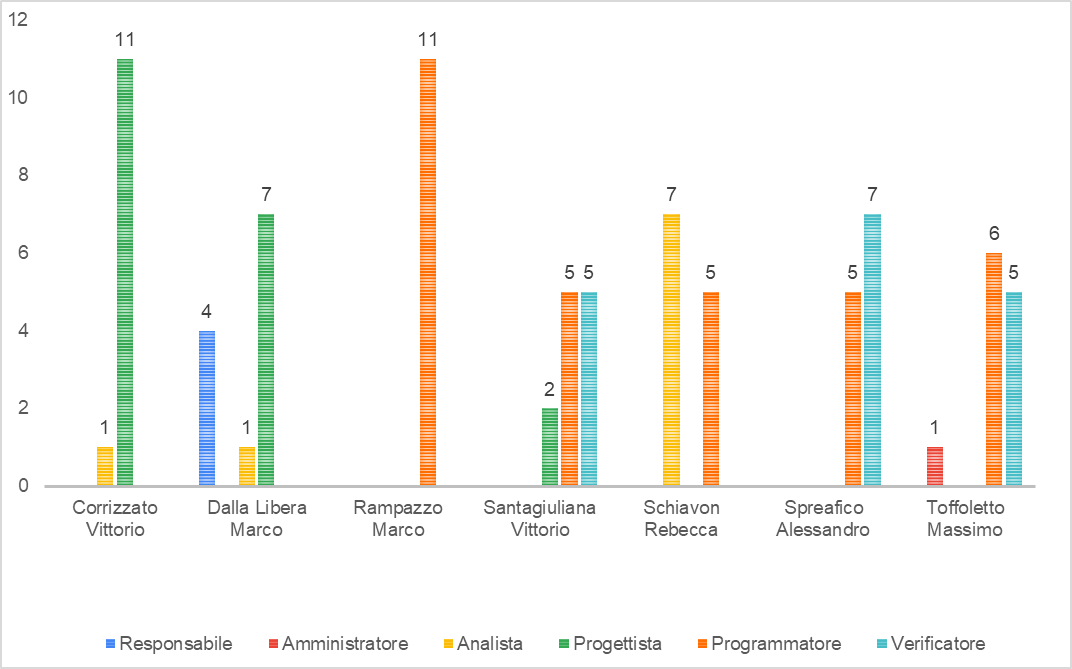 12
10
8
6
4
2
0
11
1
4
1
7
11
2
5
5
7
5
5
7
1
6
5
Corrizzato
Vittorio
Dalla Libera
Marco
Rampazzo
Marco
Santagiuliana
Vittorio
Schiavon
Rebecca
Spreafico
Alessandro
Toffoletto
Massimo
Responsabile Amministratore Analista Progettista Programmatore Verificatore